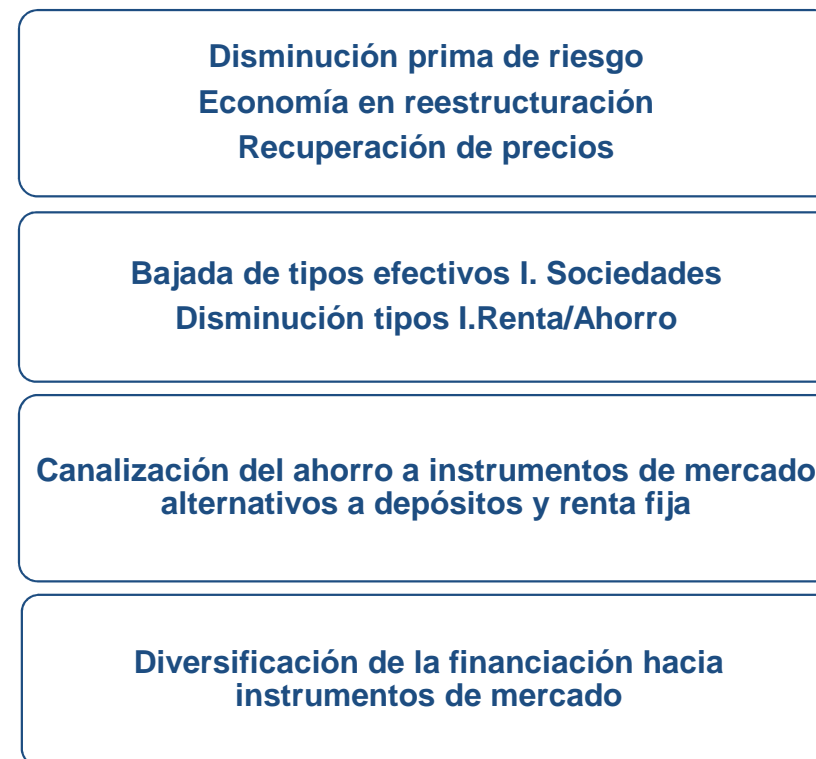 Disminución prima de riesgo
Economía en reestructuración
Recuperación de precios
Bajada de tipos efectivos I. Sociedades
Disminución tipos I.Renta/Ahorro
Canalización del ahorro a instrumentos de mercado
alternativos a depósitos y renta fija
Diversificación de la financiación hacia
instrumentos de mercado